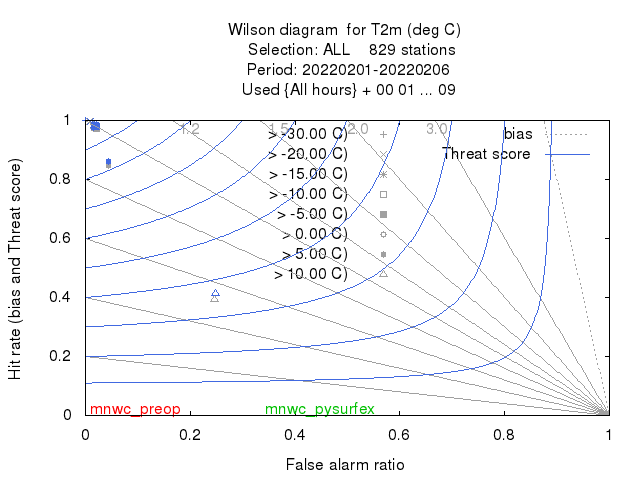 Wilson diagram  for T2m (deg C)
Selection: ALL    829 stations
Period: 20220201-20220206
Used {All hours} + 00 01 ... 09
Hit rate (bias and Threat score)
1
0.8
0.6
0.4
0.2
0
1.2
1.5
2.0
3.0
> -30.00 C)
> -20.00 C)
> -15.00 C)
> -10.00 C)
> -5.00 C)
> 0.00 C)
> 5.00 C)
> 10.00 C)
bias
Threat score
mnwc_preop
mnwc_pysurfex
0
0.2
0.4
0.6
0.8
1
False alarm ratio